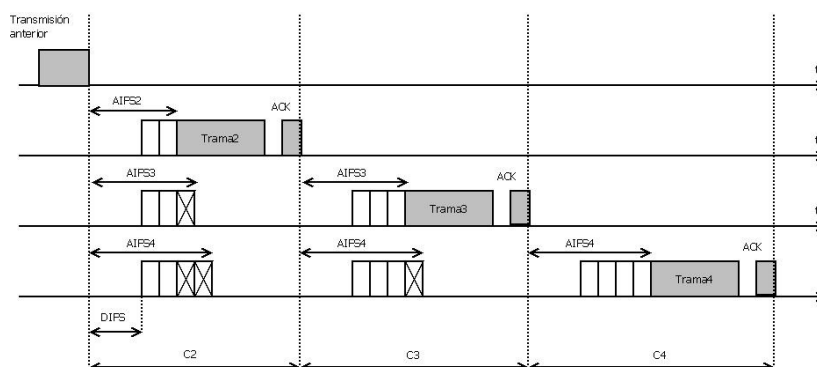 Transmisión
anterior
t
AIFS2
ACK
Trama2
t
AIFS3
AIFS3
ACK
Trama3
t
AIFS4
AIFS4
AIFS4
ACK
Trama4
DIFS
C2
C3
C4